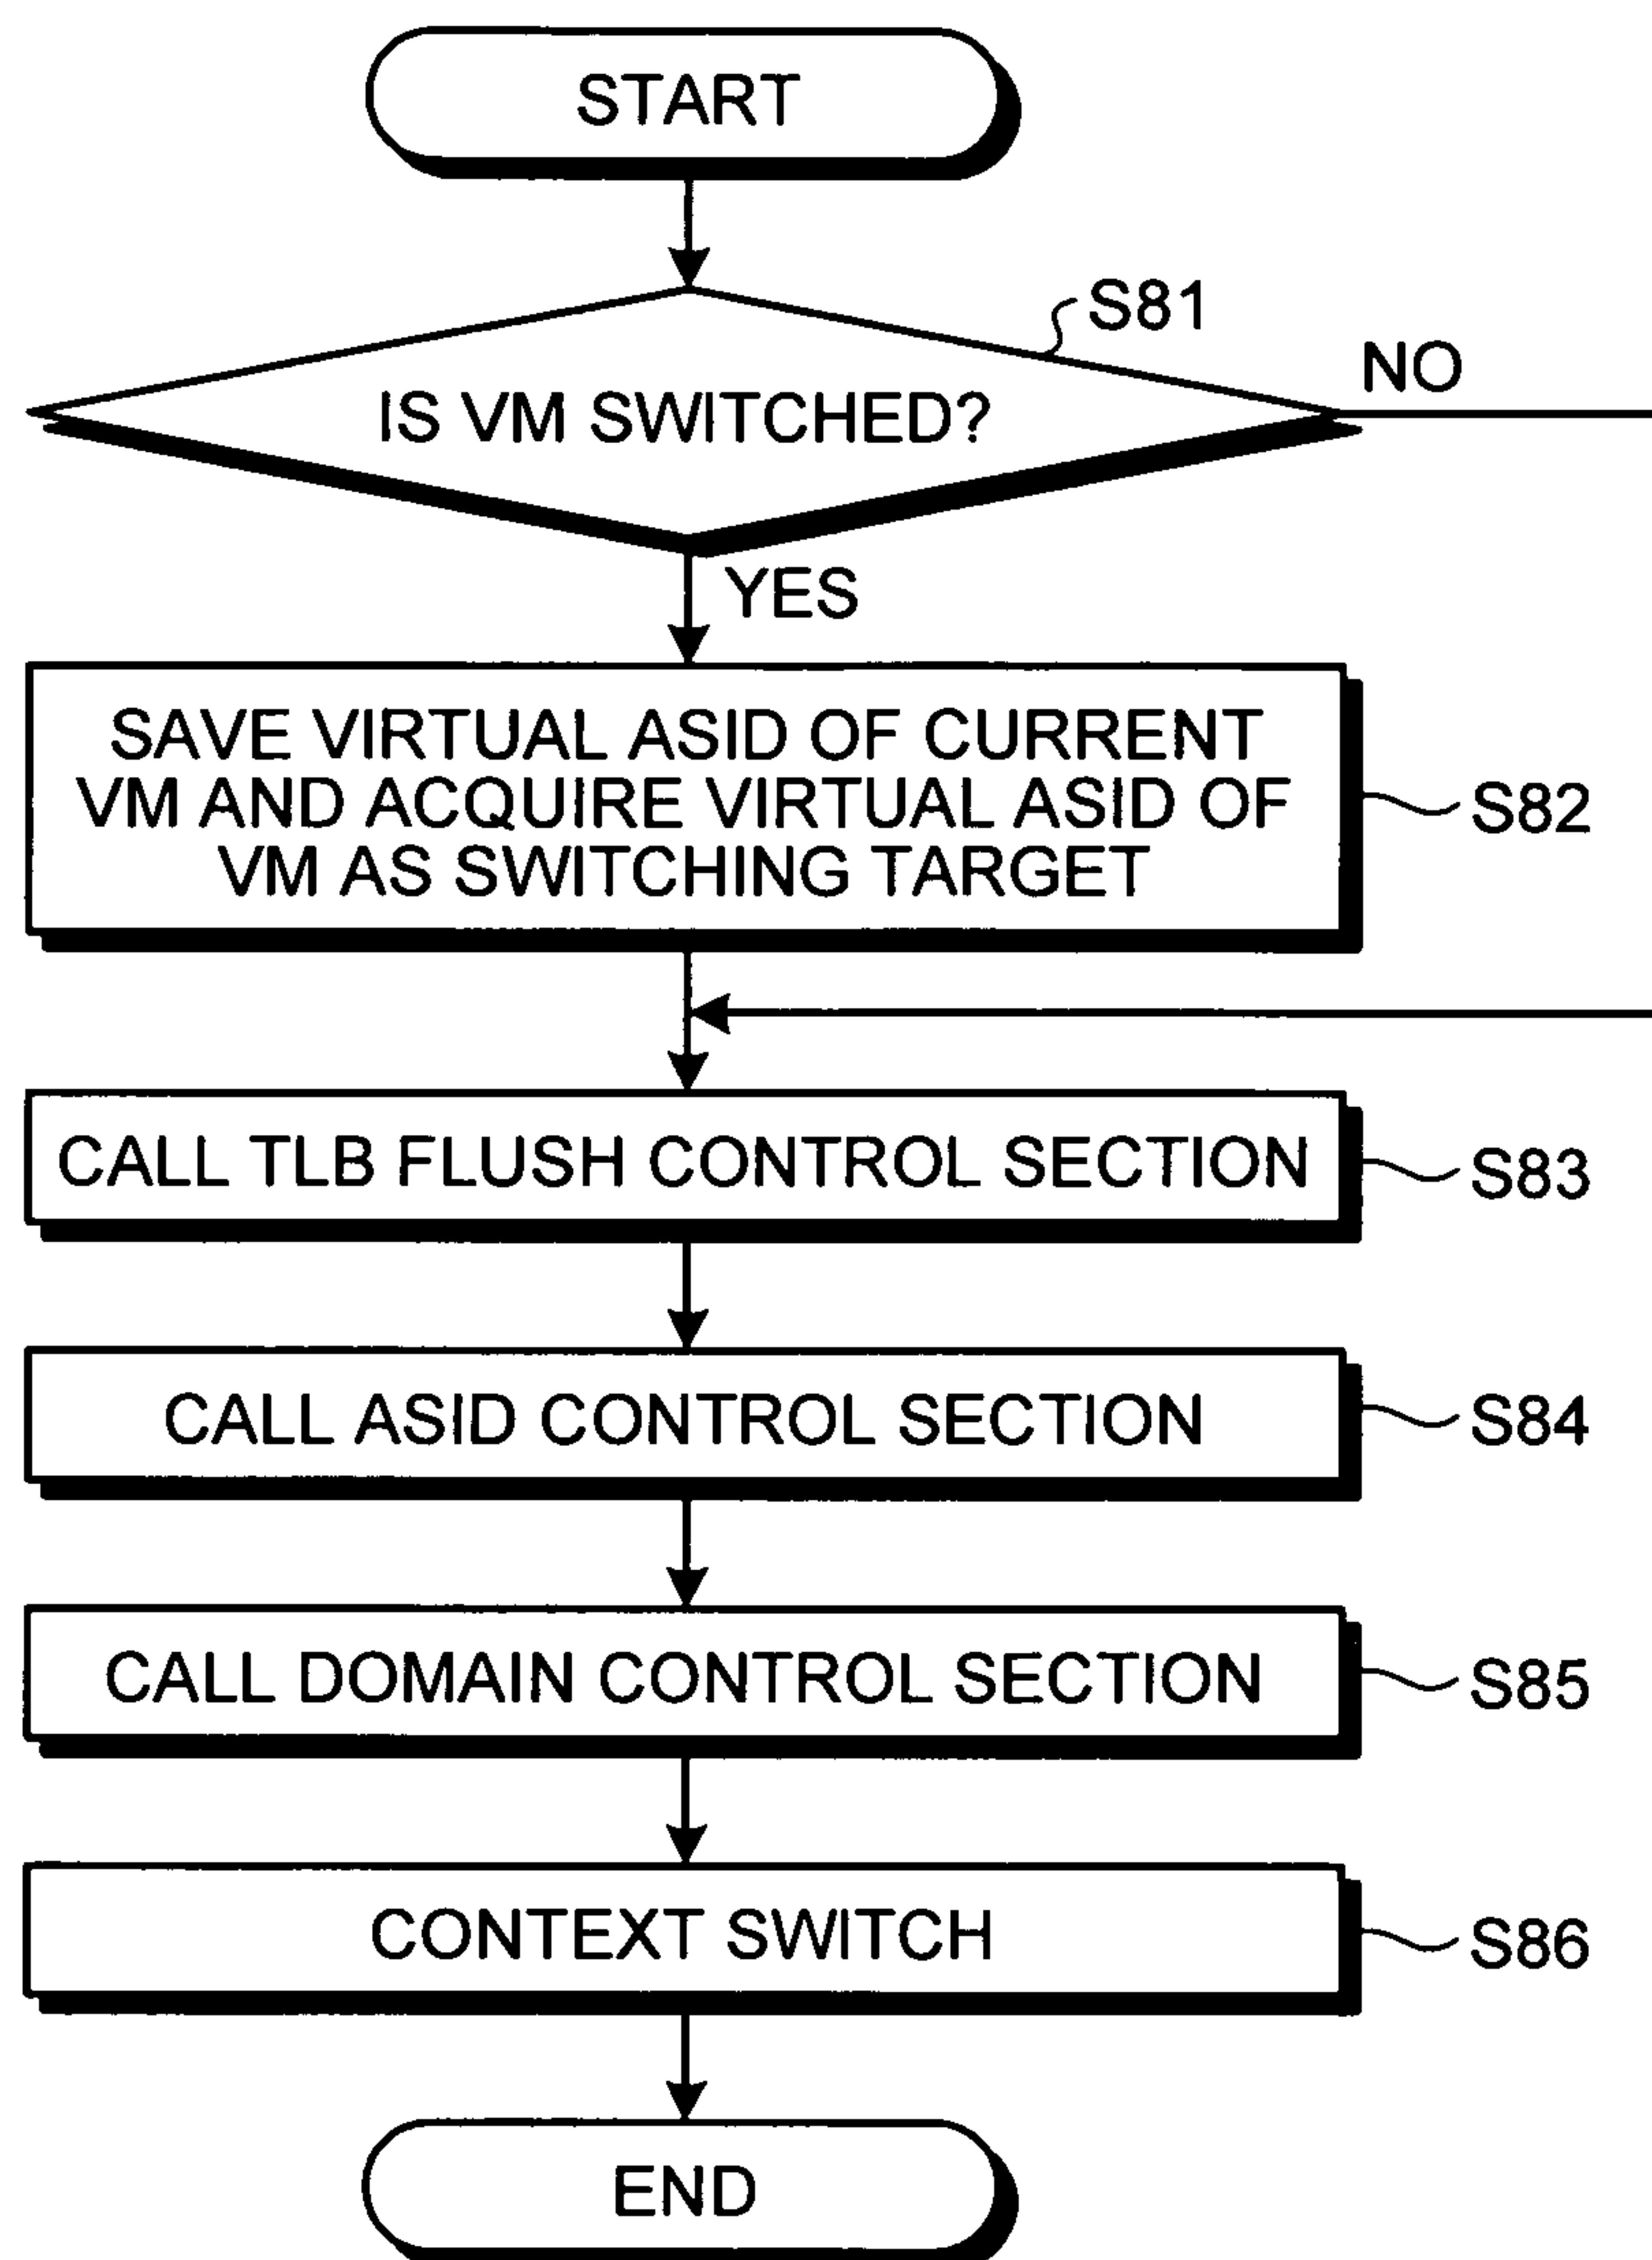 START
S81
IS VM SWITCHED?
NO
YES
SAVE VIRTUAL ASID OF CURRENT
VM AND ACQUIRE VIRTUAL ASID OF
VM AS SWITCHING TARGET
S82
CALL TLB FLUSH CONTROL SECTION
S83
CALL ASID CONTROL SECTION
S84
CALL DOMAIN CONTROL SECTION
S85
CONTEXT SWITCH
S86
END